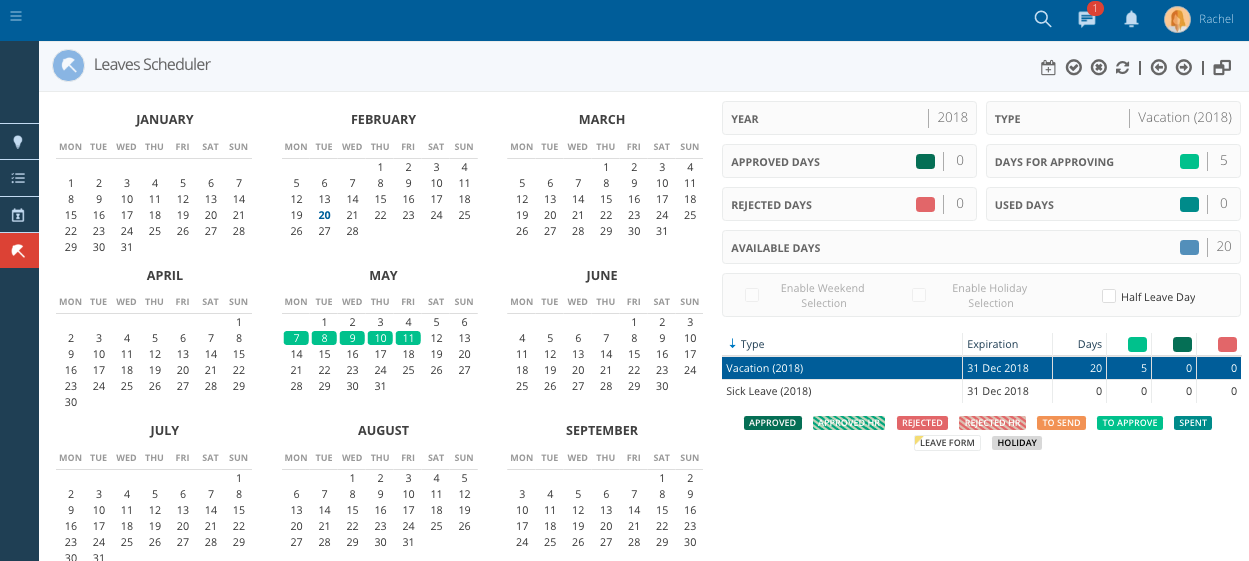 1
Rachel
Leaves Scheduler
JANUARY
MON TUE WED THU FRI SAT SUN
1 2 3 4 5 6 7
8 9 10 11 12 13 14
15 16 17 18 19 20 21
22 23 24 25 26 27 28
29 30 31
FEBRUARY
MON TUE WED THU FRI SAT SUN
1 2 3 4
5 6 7 8 9 10 11
12 13 14 15 16 17 18
19 20 21 22 23 24 25
26 27 28
MARCH
MON TUE WED THU FRI SAT SUN
1 2 3 4
5 6 7 8 9 10 11
12 13 14 15 16 17 18
19 20 21 22 23 24 25
26 27 28 29 30 31
APRIL
MON TUE WED THU FRI SAT SUN
1
2 3 4 5 6 7 8
9 10 11 12 13 14 15
16 17 18 19 20 21 22
23 24 25 26 27 28 29
30
MAY
MON TUE WED THU FRI SAT SUN
1 2 3 4 5 6
7 8 9 10 11 12 13
14 15 16 17 18 19 20
21 22 23 24 25 26 27
28 29 30 31
JUNE
MON TUE WED THU FRI SAT SUN
1 2 3
4 5 6 7 8 9 10
11 12 13 14 15 16 17
18 19 20 21 22 23 24
25 26 27 28 29 30
JULY
MON TUE WED THU FRI SAT SUN
1
2 3 4 5 6 7 8
9 10 11 12 13 14 15
16 17 18 19 20 21 22
23 24 25 26 27 28 29
30 31
AUGUST
MON TUE WED THU FRI SAT SUN
1 2 3 4 5
6 7 8 9 10 11 12
13 14 15 16 17 18 19
20 21 22 23 24 25 26
27 28 29 30 31
SEPTEMBER
MON TUE WED THU FRI SAT SUN
1 2
3 4 5 6 7 8 9
10 11 12 13 14 15 16
17 18 19 20 21 22 23
24 25 26 27 28 29 30
YEAR 2018
TYPE Vacation (2018)
APPROVED DAYS 0
DAYS FOR APPROVING 5
REJECTED DAYS 0
USED DAYS 0
AVAILABLE DAYS 20
Enable Weekend
Selection
Enable Holiday
Selection
Half Leave Day
Type Expiration Days
Vacation (2018) 31 Dec 2018 20 5 0 0
Sick Leave (2018) 31 Dec 2018 0 0 0 0
APPROVED APPROVED HR REJECTED REJECTED HR TO SEND TO APPROVE SPENT
LEAVE FORM HOLIDAY